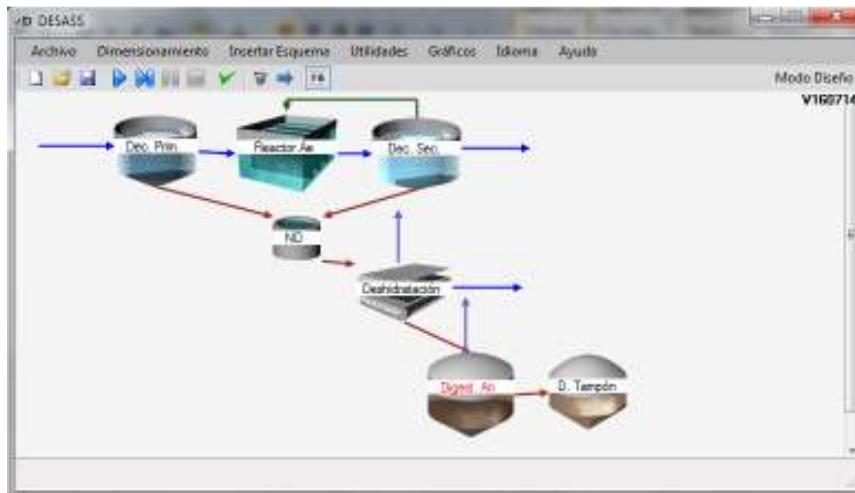 DESASS
Archivo Dimensionamiento Insertar Esquema Utilidades Gráficos Idioma Ayuda
Modo Diseño
V160714
Dec. Prim. Reactor Ae Dec. Sec.
ND
Deshidratación
Digest. An D. Tampón